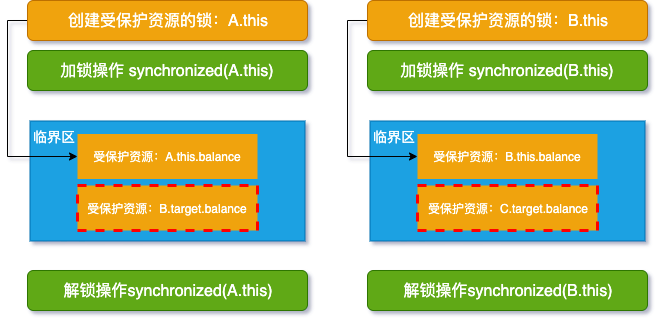 创建受保护资源的锁：A.this
加锁操作 synchronized(A.this)
临界区
受保护资源：A.this.balance
受保护资源：B.target.balance
解锁操作synchronized(A.this)
创建受保护资源的锁：B.this
加锁操作 synchronized(B.this)
临界区
受保护资源：B.this.balance
受保护资源：C.target.balance
解锁操作synchronized(B.this)